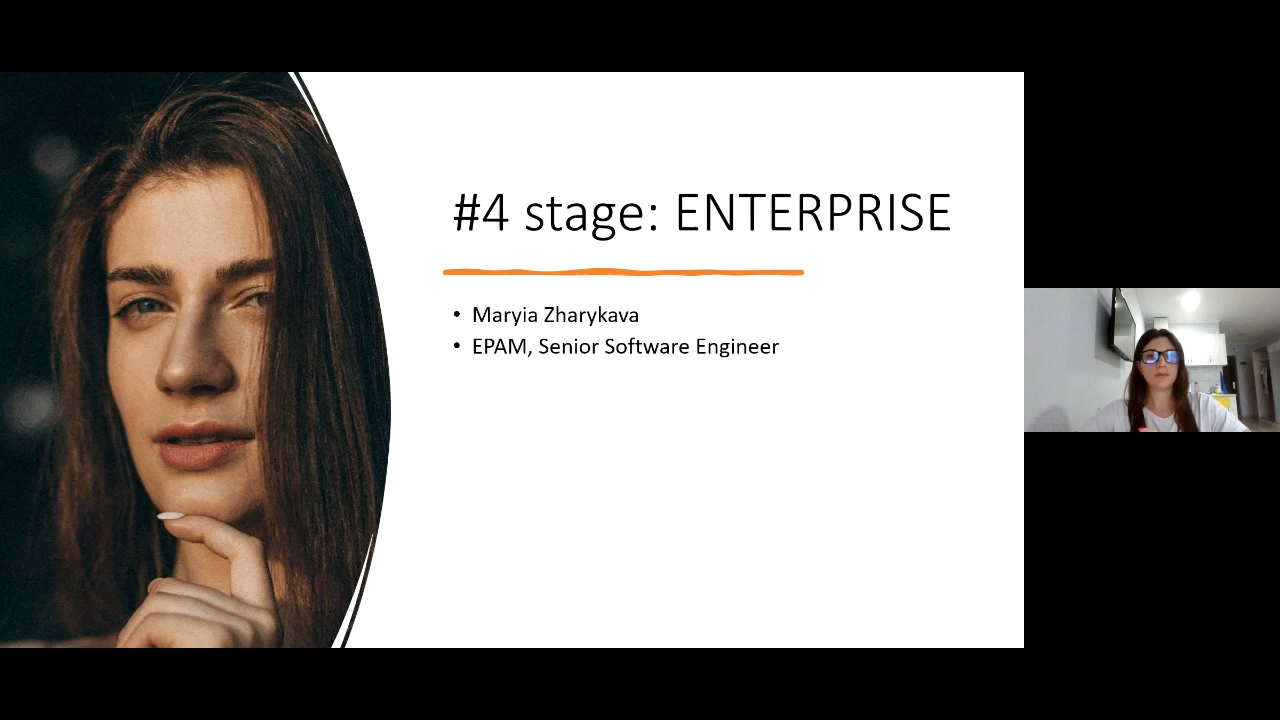 #4 stage: ENTERPRISE
• Maryia Zharykava
• EPAM, Senior Software Engineer